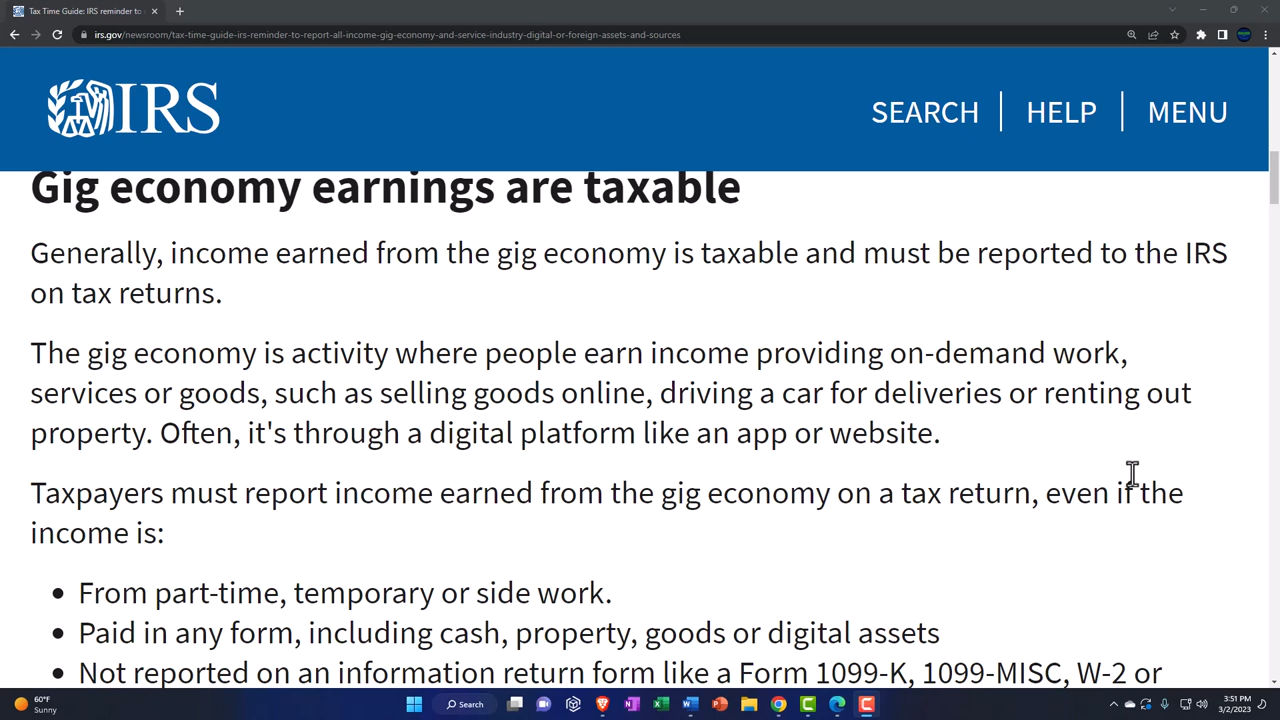 Tax Time Guide: IRS reminder to
irs.gov/newsroom/tax-time-guide-irs-reminder-to-report-all-income-gig-economy-and-service-industry-digital-or-foreign-assets-and-sources
IRS
SEARCH HELP MENU
Gig economy earnings are taxable
Generally, income earned from the gig economy is taxable and must be reported to the IRS
on tax returns.
The gig economy is activity where people earn income providing on-demand work,
services or goods, such as selling goods online, driving a car for deliveries or renting out
property. Often, it's through a digital platform like an app or website.
Taxpayers must report income earned from the gig economy on a tax return, even if the
income is:
• From part-time, temporary or side work.
• Paid in any form, including cash, property, goods or digital assets
• Not reported on an information return form like a Form 1099-K, 1099-MISC, W-2 or
60°F
Sunny
Search
3:51 PM
3/2/2023